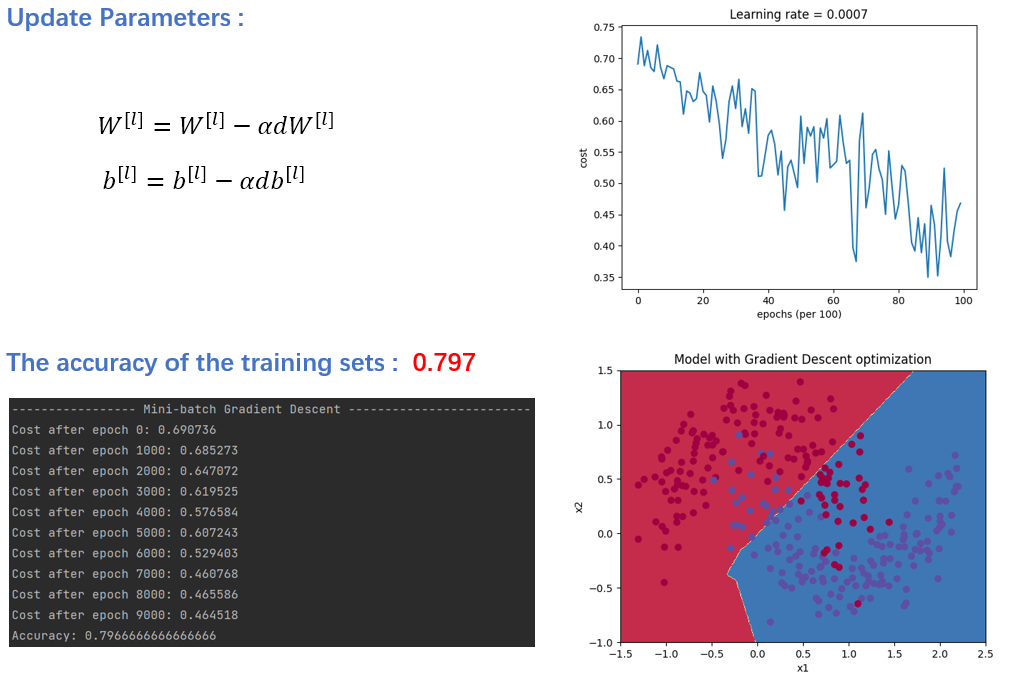 Update Parameters :
W^[l] = W^[l] − αdW^[l]
b^[l] = b^[l] − αdb^[l]
Learning rate = 0.0007
0.75
0.70
0.65
0.60
0.55
0.50
0.45
0.40
0.35
cost
0 20 40 60 80 100
epochs (per 100)
The accuracy of the training sets : 0.797
----------------- Mini-batch Gradient Descent -------------------------
Cost after epoch 0: 0.690736
Cost after epoch 1000: 0.685273
Cost after epoch 2000: 0.647072
Cost after epoch 3000: 0.619525
Cost after epoch 4000: 0.576584
Cost after epoch 5000: 0.607243
Cost after epoch 6000: 0.529403
Cost after epoch 7000: 0.460768
Cost after epoch 8000: 0.465586
Cost after epoch 9000: 0.464518
Accuracy: 0.7966666666666666
Model with Gradient Descent optimization
1.5
1.0
0.5
0.0
−0.5
−1.0
x2
−1.5 −1.0 −0.5 0.0 0.5 1.0 1.5 2.0 2.5
x1